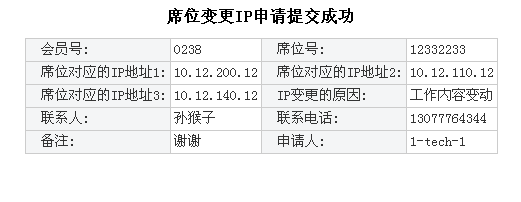 席位变更IP申请提交成功
会员号: 0238 席位号: 12332233
席位对应的IP地址1: 10.12.200.12 席位对应的IP地址2: 10.12.110.12
席位对应的IP地址3: 10.12.140.12 IP变更的原因: 工作内容变动
联系人: 孙猴子 联系电话: 13077764344
备注: 谢谢 申请人: 1-tech-1